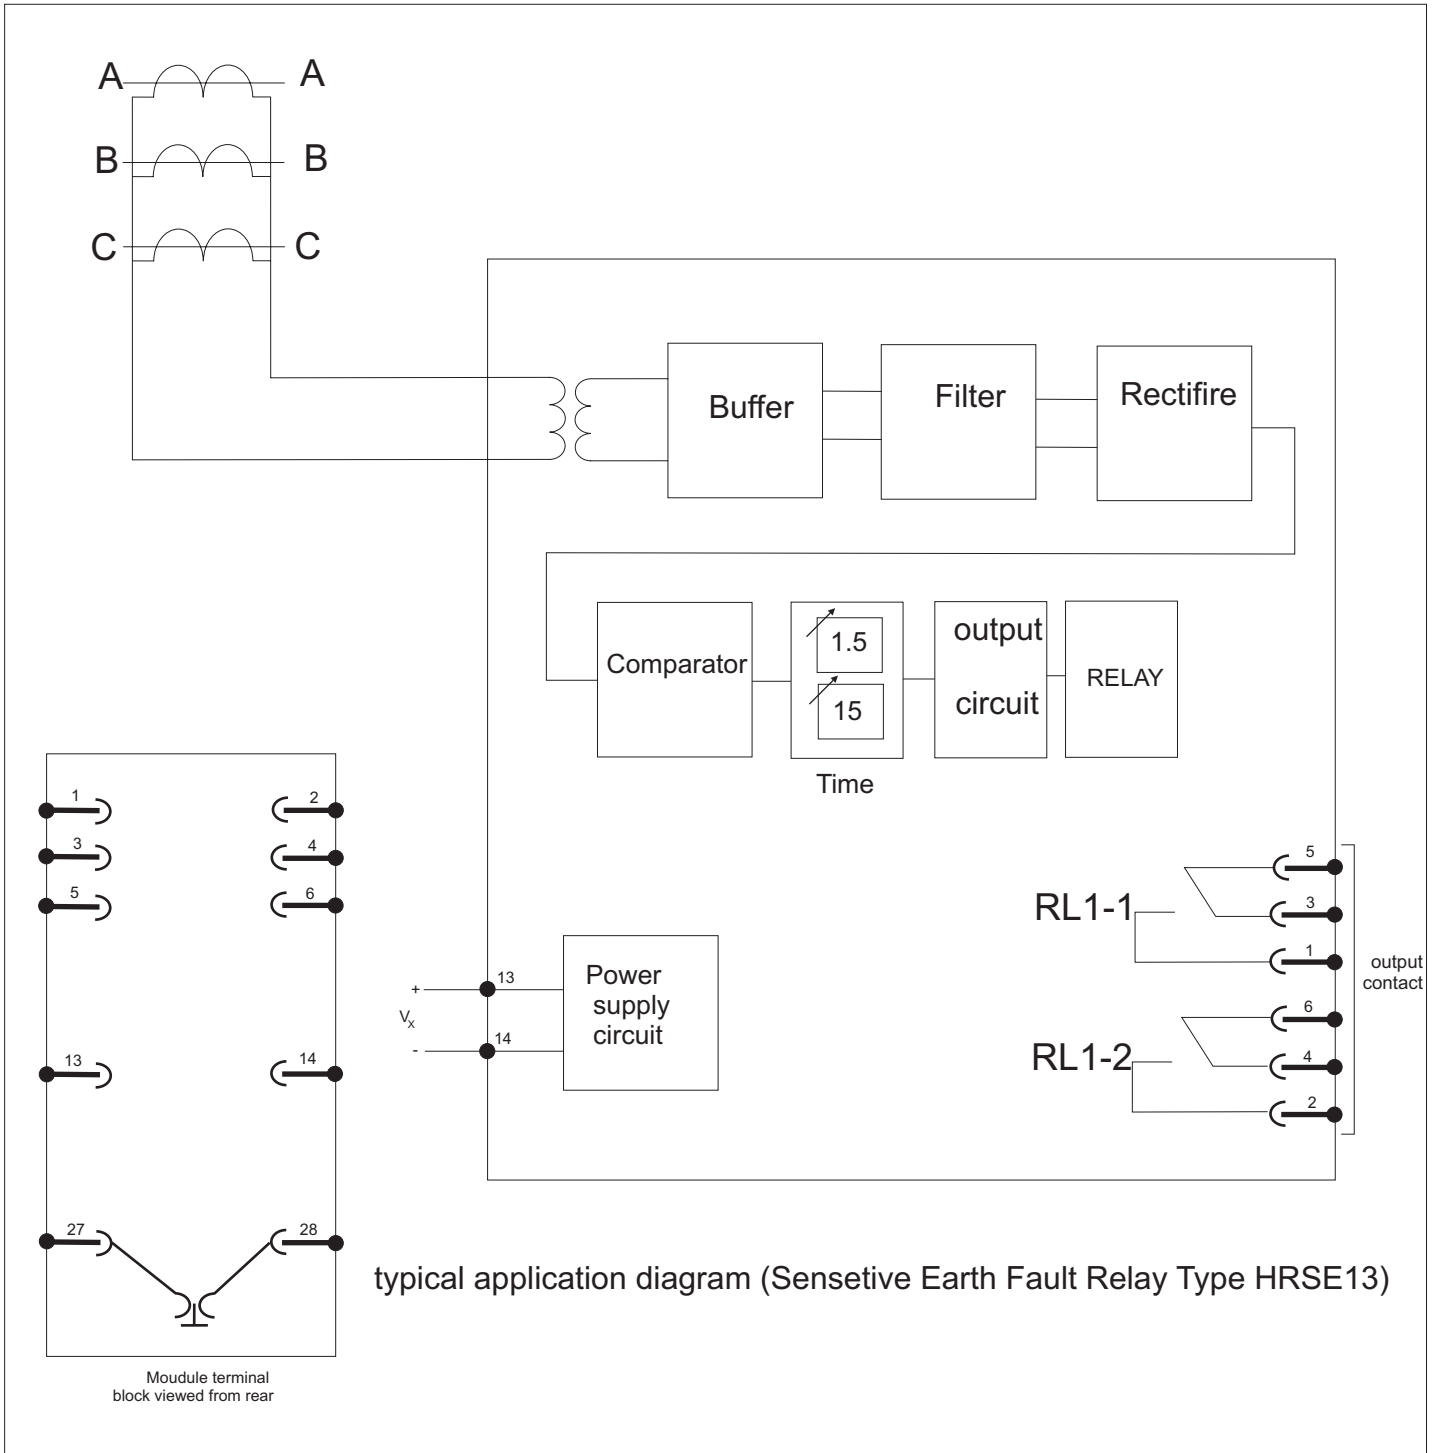 A A
B B
C C
Buffer
Filter
Rectifire
Comparator
1.5
15
Time
output
circuit
RELAY
1 2
3 4
5 6
13 14
27 28
Moudule terminal
block viewed from rear
+ 13
Vx
- 14
Power
supply
circuit
RL1-1
5
3
1
RL1-2
6
4
2
output
contact
typical application diagram (Sensetive Earth Fault Relay Type HRSE13)